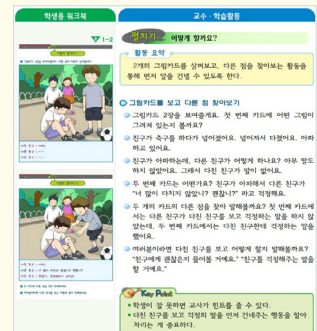 학생용 워크북
교수·학습활동
1-2
펼치기 어떻게 할까요?
활동 요약
2개의 그림카드를 살펴보고, 다른 점을 찾아보는 활동을
통해 먼저 말을 건넬 수 있도록 한다.
그림카드를 보고 다른 점 찾아보기
그림카드 2장을 보여줄게요. 첫 번째 카드에 어떤 그림이
그려져 있는지 볼까요?
친구가 축구를 하다가 넘어졌어요. 넘어져서 다쳤어요. 아파
하고 있어요.
친구가 아파하는데, 다른 친구가 어떻게 하나요? 아무 말도
하지 않았어요. 그래서 다친 친구가 말이 없어요.
두 번째 카드는 어떤가요? 친구가 아파해서 다른 친구가
"너 많이 다치지 않았니? 괜찮니?" 라고 걱정해요.
두 개의 카드의 다른 점을 찾아 말해볼까요? 첫 번째 카드에
서는 다른 친구가 다친 친구를 보고 걱정하는 말을 하지 않
았는데, 두 번째 카드에서는 다친 친구한테 걱정하는 말을
했어요.
여러분이라면 다친 친구를 보고 어떻게 할지 말해볼까요?
"친구에게 괜찮은지 물어볼 거예요." "친구를 걱정해주는 말을
할 거예요."
Key Point
학생이 잘 못하면 교사가 힌트를 줄 수 있다.
다친 친구를 보고 걱정의 말을 먼저 건네주는 행동을 알아
차리는 게 중요하다.